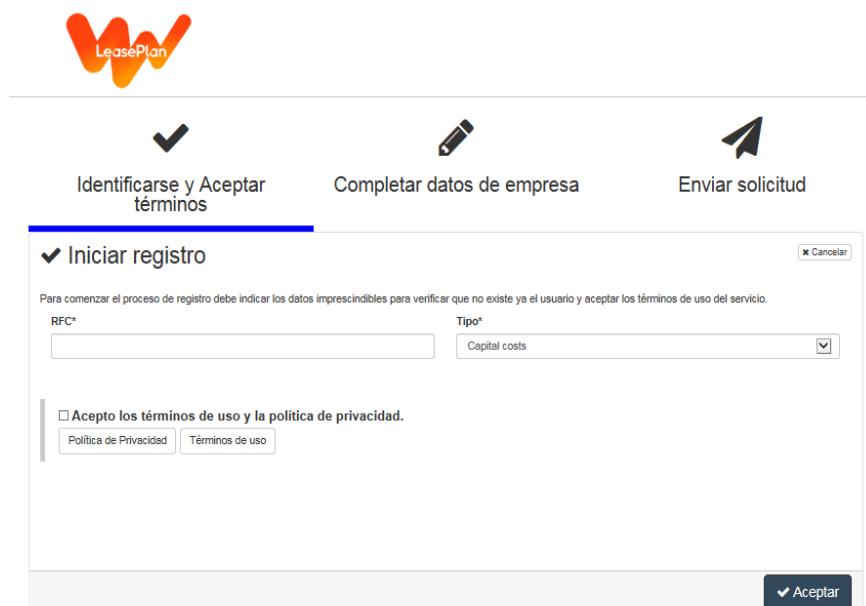 LeasePlan
Identificarse y Aceptar
términos
Completar datos de empresa
Enviar solicitud
Iniciar registro
Cancelar
Para comenzar el proceso de registro debe indicar los datos imprescindibles para verificar que no existe ya el usuario y aceptar los términos de uso del servicio.
RFC*
Tipo*
Capital costs
Acepto los términos de uso y la política de privacidad.
Política de Privacidad
Términos de uso
Aceptar